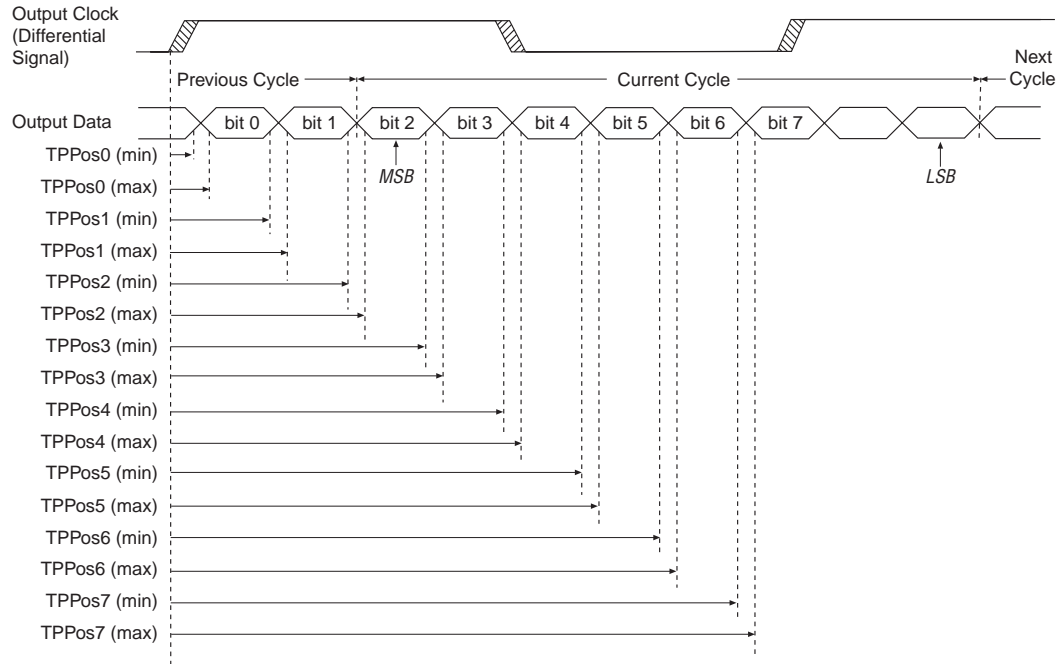 Output Clock
(Differential
Signal)
Previous Cycle
Current Cycle
Next
Cycle
Output Data
bit 0
bit 1
bit 2
bit 3
bit 4
bit 5
bit 6
bit 7
MSB
LSB
TPPos0 (min)
TPPos0 (max)
TPPos1 (min)
TPPos1 (max)
TPPos2 (min)
TPPos2 (max)
TPPos3 (min)
TPPos3 (max)
TPPos4 (min)
TPPos4 (max)
TPPos5 (min)
TPPos5 (max)
TPPos6 (min)
TPPos6 (max)
TPPos7 (min)
TPPos7 (max)